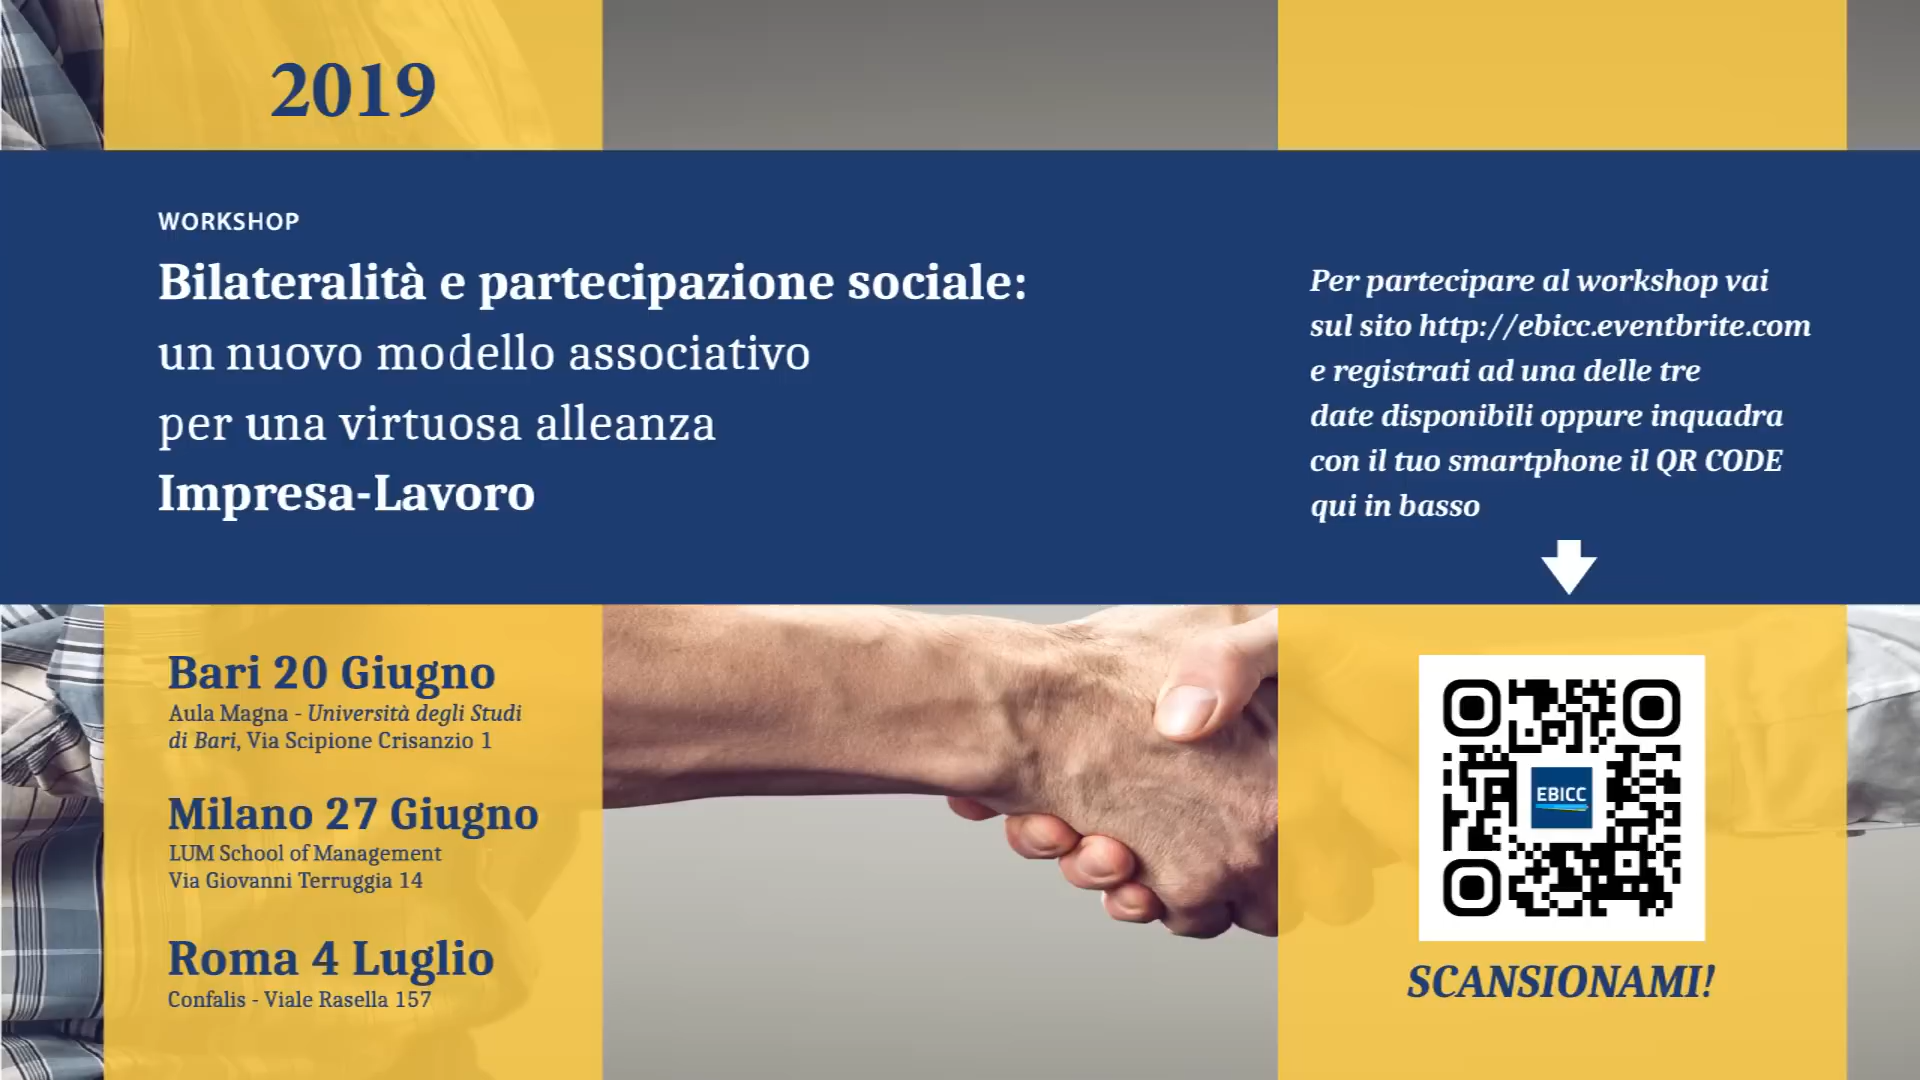 2019
WORKSHOP
Bilateralità e partecipazione sociale:
un nuovo modello associativo
per una virtuosa alleanza
Impresa-Lavoro
Per partecipare al workshop vai
sul sito http://ebicc.eventbrite.com
e registrati ad una delle tre
date disponibili oppure inquadra
con il tuo smartphone il QR CODE
qui in basso
Bari 20 Giugno
Aula Magna - Università degli Studi
di Bari, Via Scipione Crisanzio 1
Milano 27 Giugno
LUM School of Management
Via Giovanni Terruggia 14
Roma 4 Luglio
Confalis - Viale Rasella 157
EBICC
SCANSIONAMI!